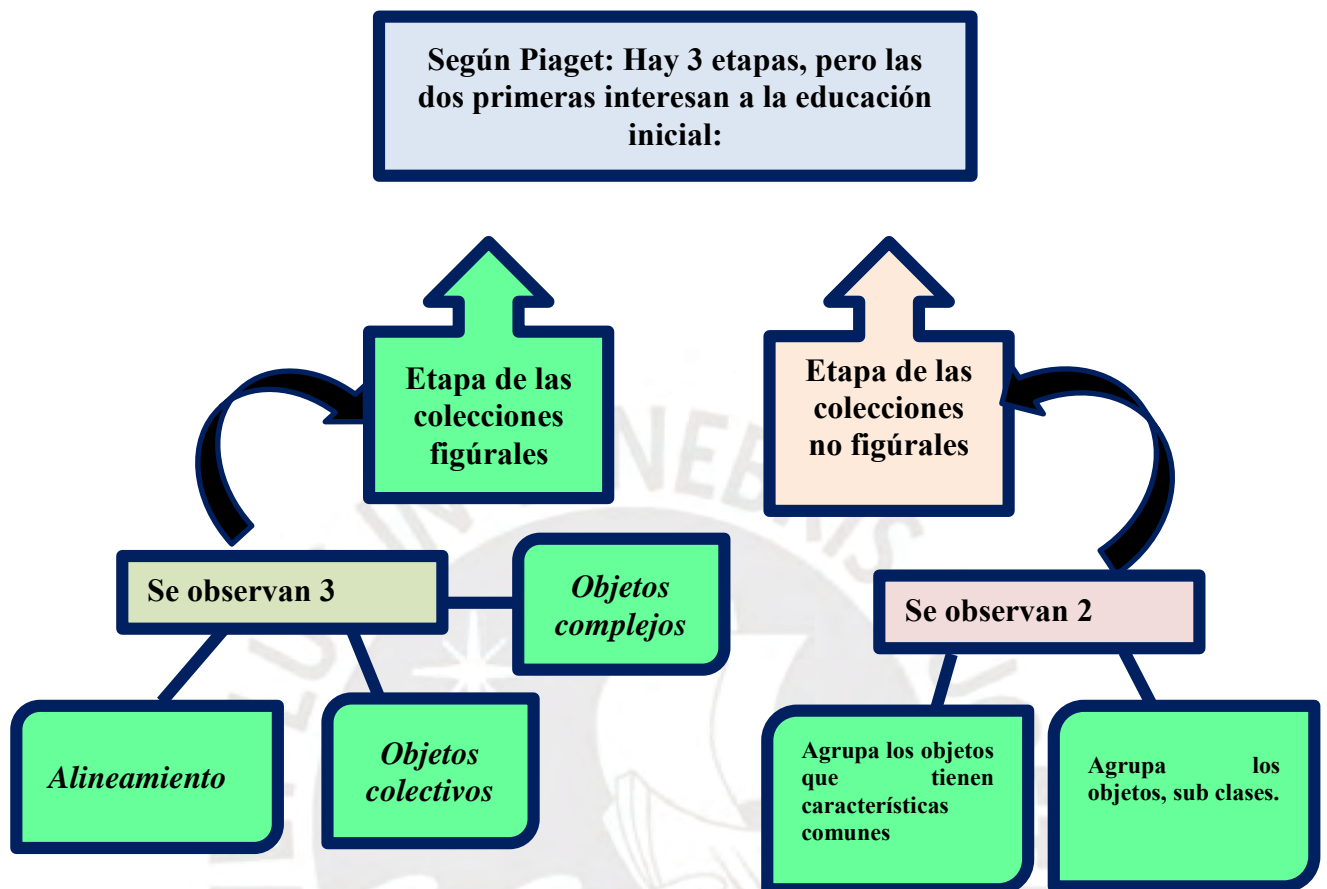 Según Piaget: Hay 3 etapas, pero las
dos primeras interesan a la educación
inicial:
Etapa de las
colecciones
figúrales
Etapa de las
colecciones
no figúrales
Se observan 3
Objetos
complejos
Alineamiento
Objetos
colectivos
Se observan 2
Agrupa los objetos
que tienen
características
comunes
Agrupa los
objetos, sub clases.